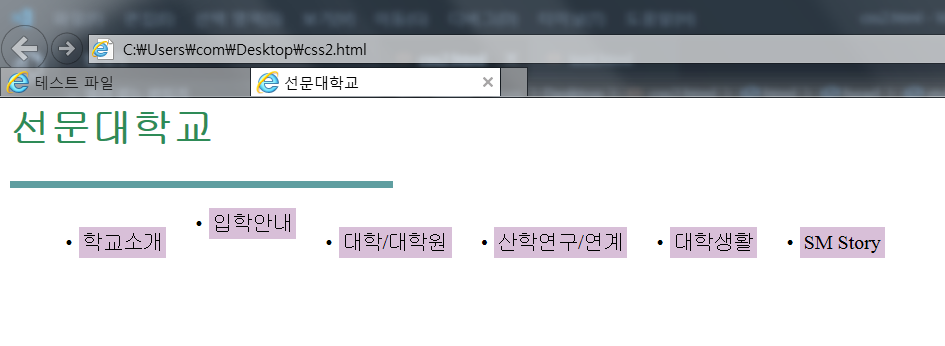 C:₩Users₩com₩Desktop₩css2.html
테스트 파일
선문대학교
선문대학교
• 학교소개
• 입학안내
• 대학/대학원
• 산학연구/연계
• 대학생활
• SM Story